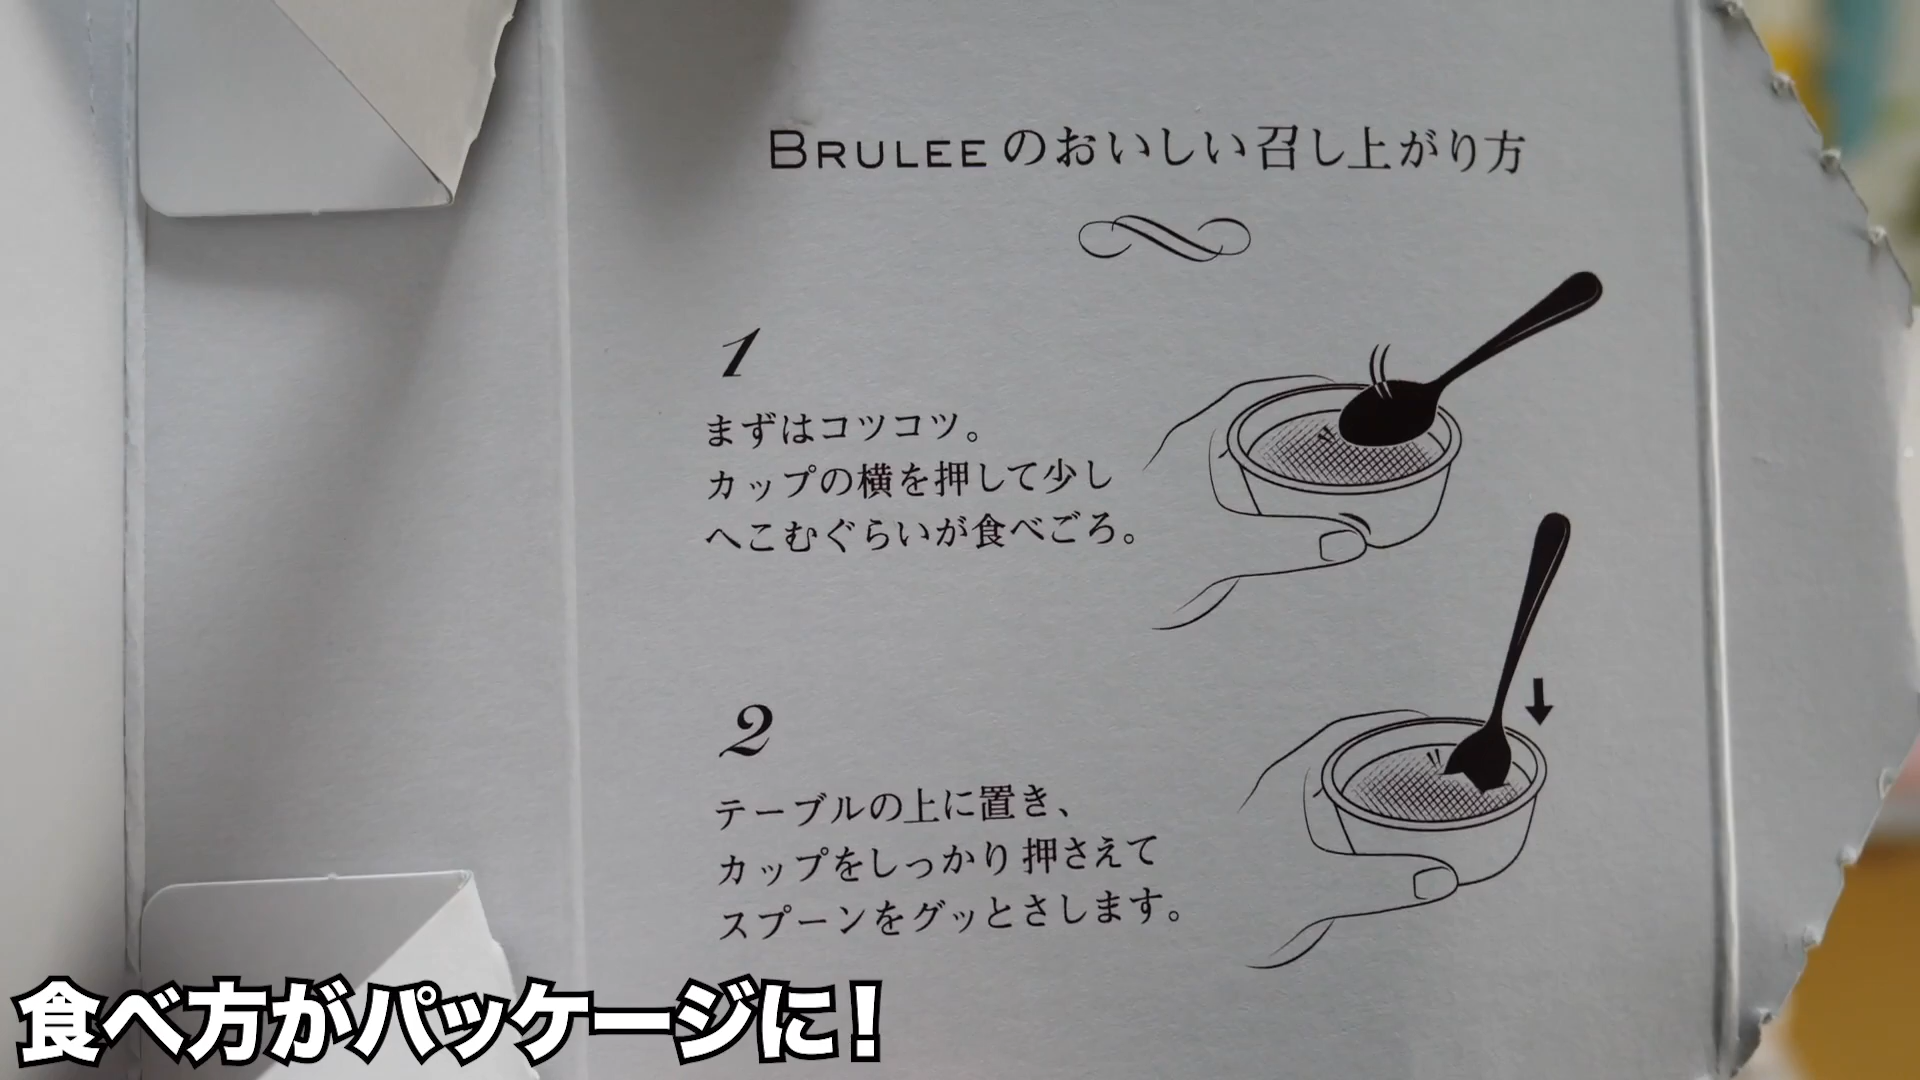 BRULEEのおいしい召し上がり方
1
まずはコツコツ。
カップの横を押して少し
へこむぐらいが食べごろ。
2
テーブルの上に置き、
カップをしっかり押さえて
スプーンをグッとさします。
食べ方がパッケージに!